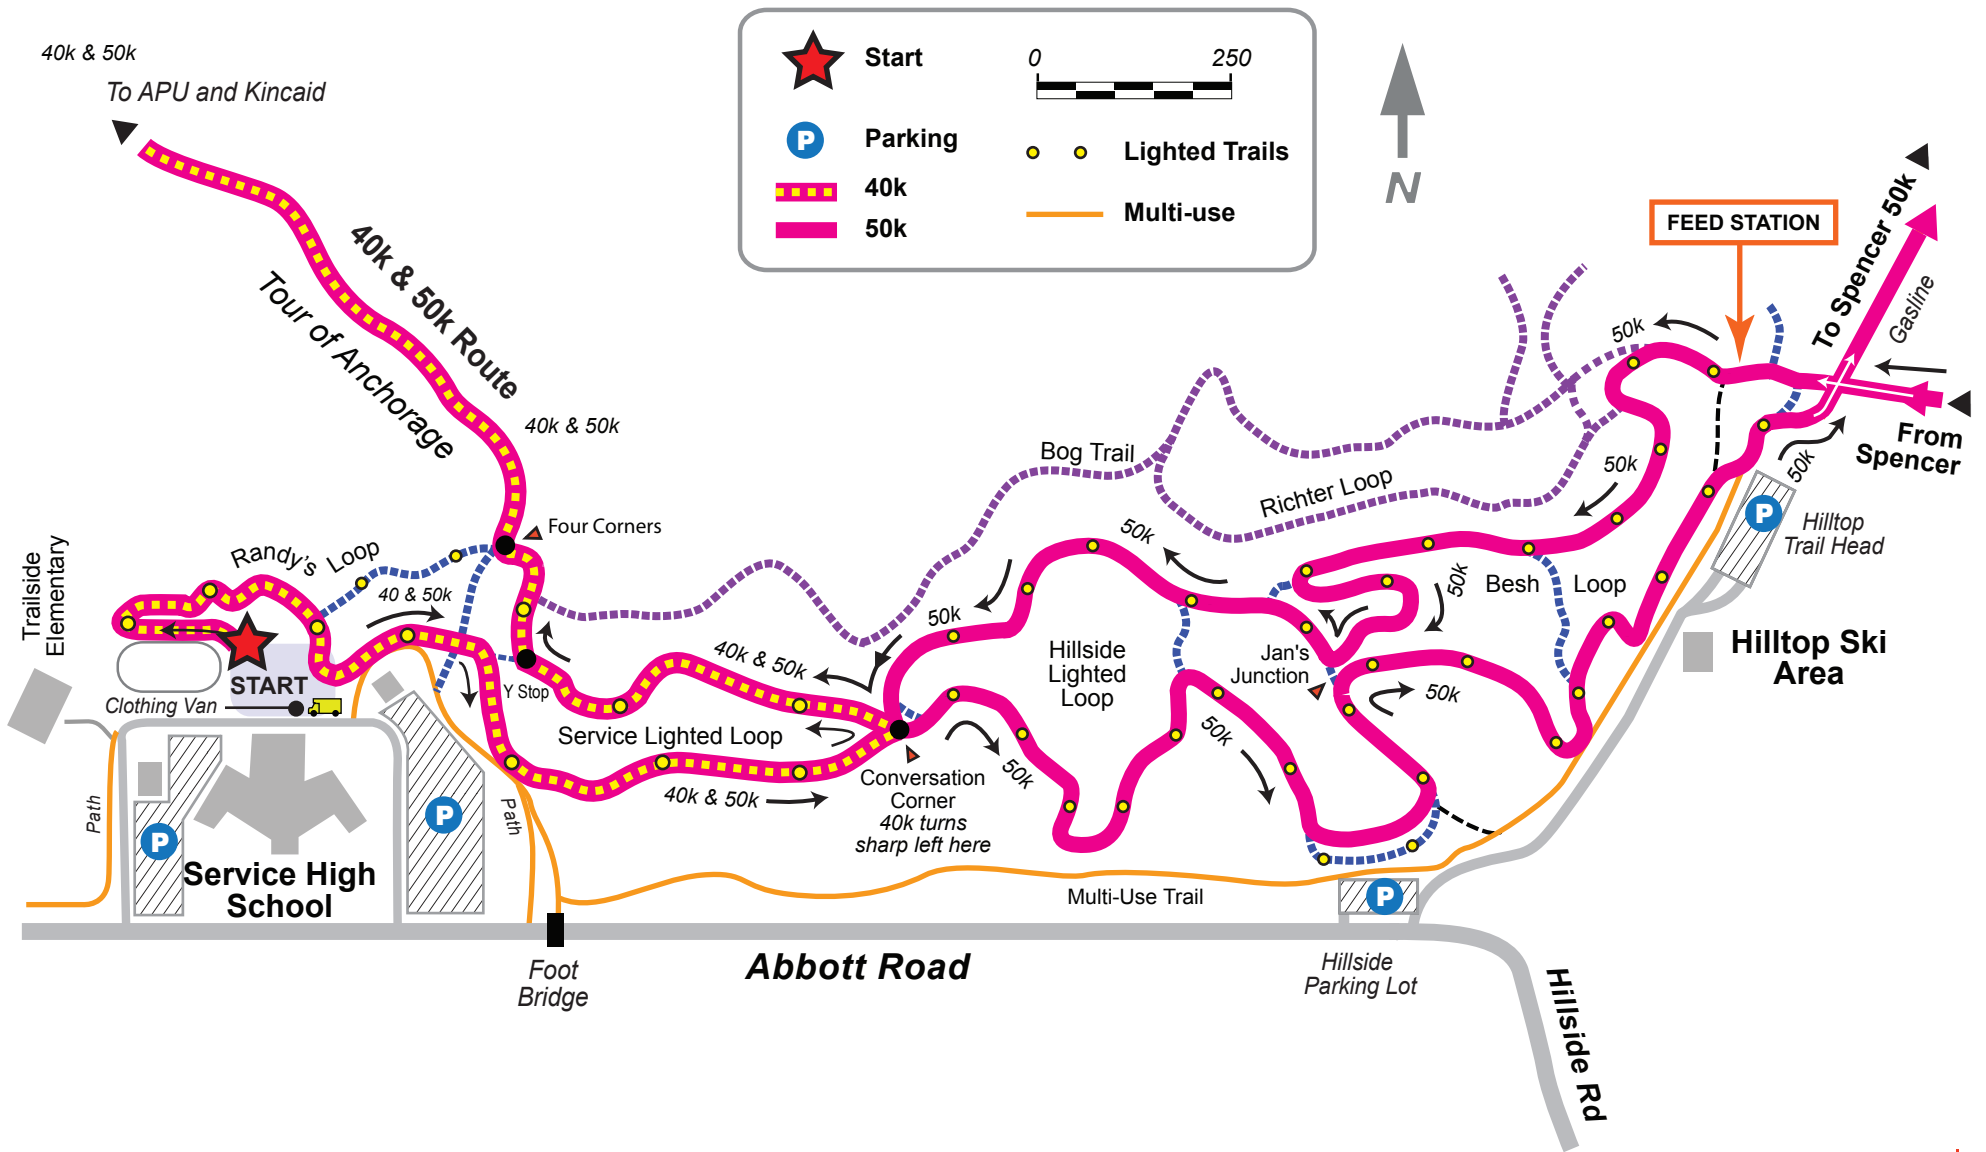 40k & 50k
To APU and Kincaid
Start
0 250
Parking
Lighted Trails
40k
Multi-use
50k
N
FEED STATION
To Spencer 50k
Gasline
50k
From
Spencer
50k
50k
Hilltop
Trail Head
40k & 50k Route
Tour of Anchorage
40k & 50k
Four Corners
Bog Trail
Richter Loop
50k
50k
Besh Loop
Trailside
Elementary
Randy's Loop
40 & 50k
50k
40k & 50k
Hillside
Lighted
Loop
Jan's
Junction
50k
Hilltop Ski
Area
START
Clothing Van
Y Stop
Service Lighted Loop
50k
50k
Conversation
Corner
40k turns
sharp left here
40k & 50k
Path
Path
P
P
P
P
P
Service High
School
Multi-Use Trail
Abbott Road
Foot
Bridge
Hillside
Parking Lot
Hillside Rd